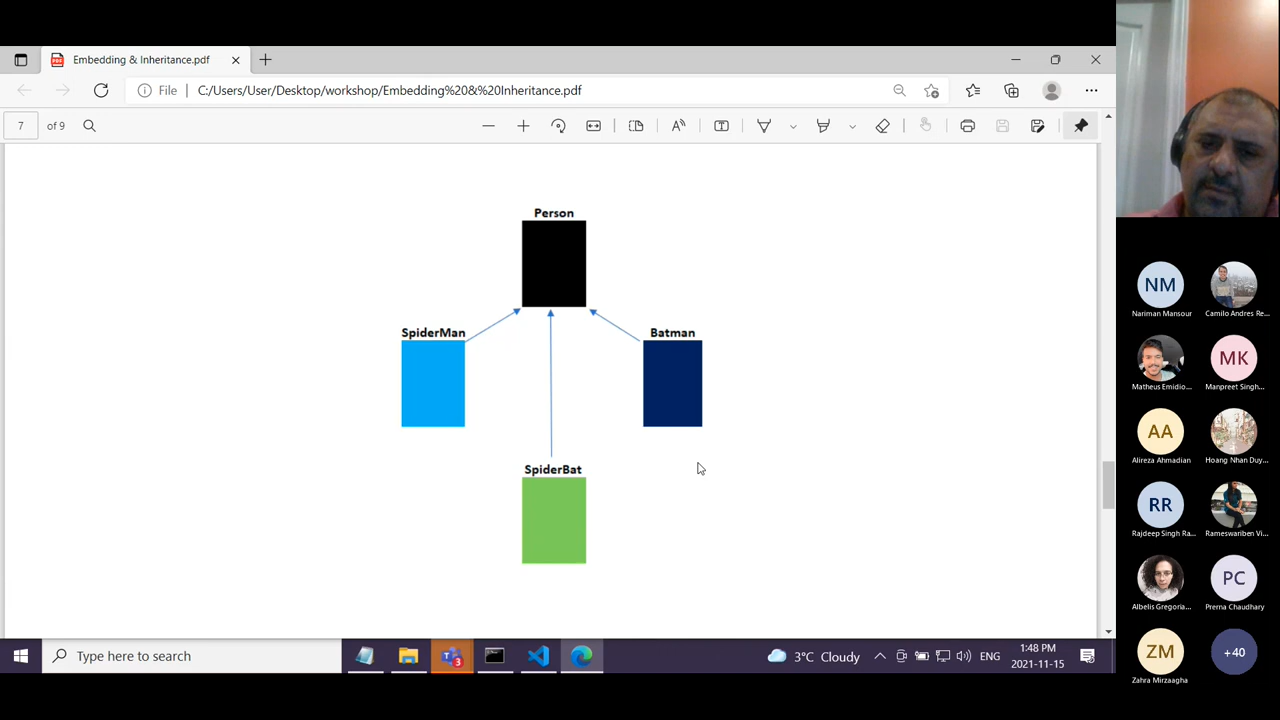 Embedding & Inheritance.pdf
File | C:/Users/User/Desktop/workshop/Embedding%20&%20Inheritance.pdf
7 of 9
Person
SpiderMan
Batman
SpiderBat
NM
Nariman Mansour
Camilo Andres Re...
Matheus Emidio...
MK
Manpreet Singh...
AA
Alireza Ahmadian
Hoang Nhan Duy...
RR
Rajdeep Singh Ra...
Rameswariben Vi...
Albelis Gregoria...
PC
Prerna Chaudhary
ZM
Zahra Mirzaagha
+40
Type here to search
3
3°C Cloudy
ENG
1:48 PM
2021-11-15